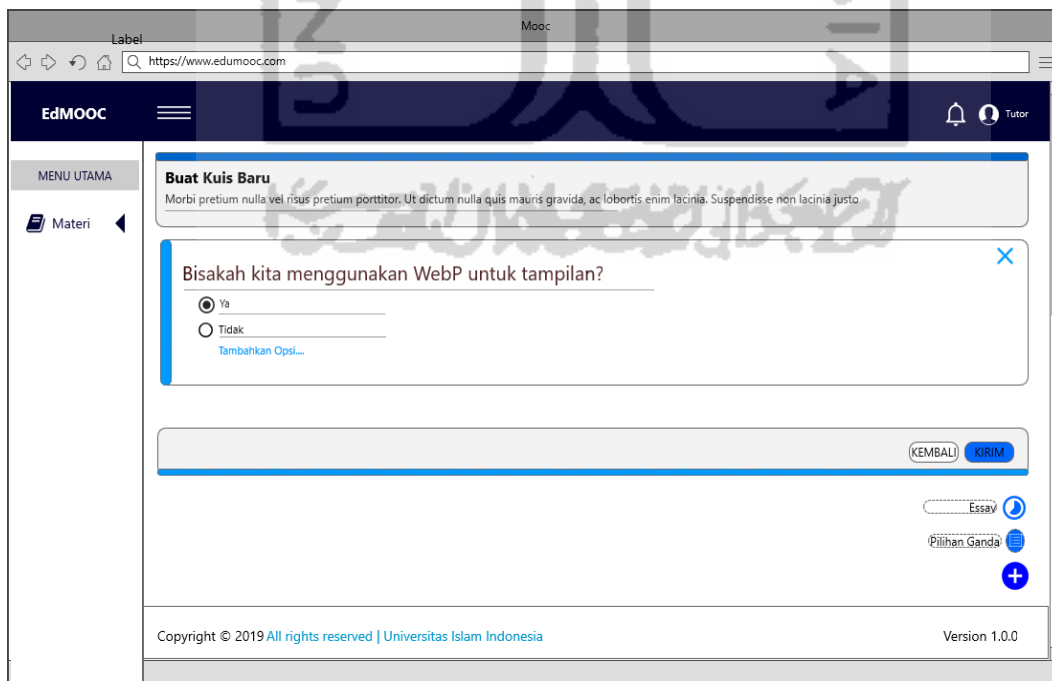 Mooc
Label
https://www.edumooc.com
EdMOOC
Tutor
MENU UTAMA
Materi
Buat Kuis Baru
Morbi pretium nulla vel risus pretium porttitor. Ut dictum nulla quis mauris gravida, ac lobortis enim lacinia. Suspendisse non lacinia justo
Bisakah kita menggunakan WebP untuk tampilan?
Ya
Tidak
Tambahkan Opsi....
KEMBALI KIRIM
Essay
Pilihan Ganda
Copyright © 2019 All rights reserved | Universitas Islam Indonesia
Version 1.0.0